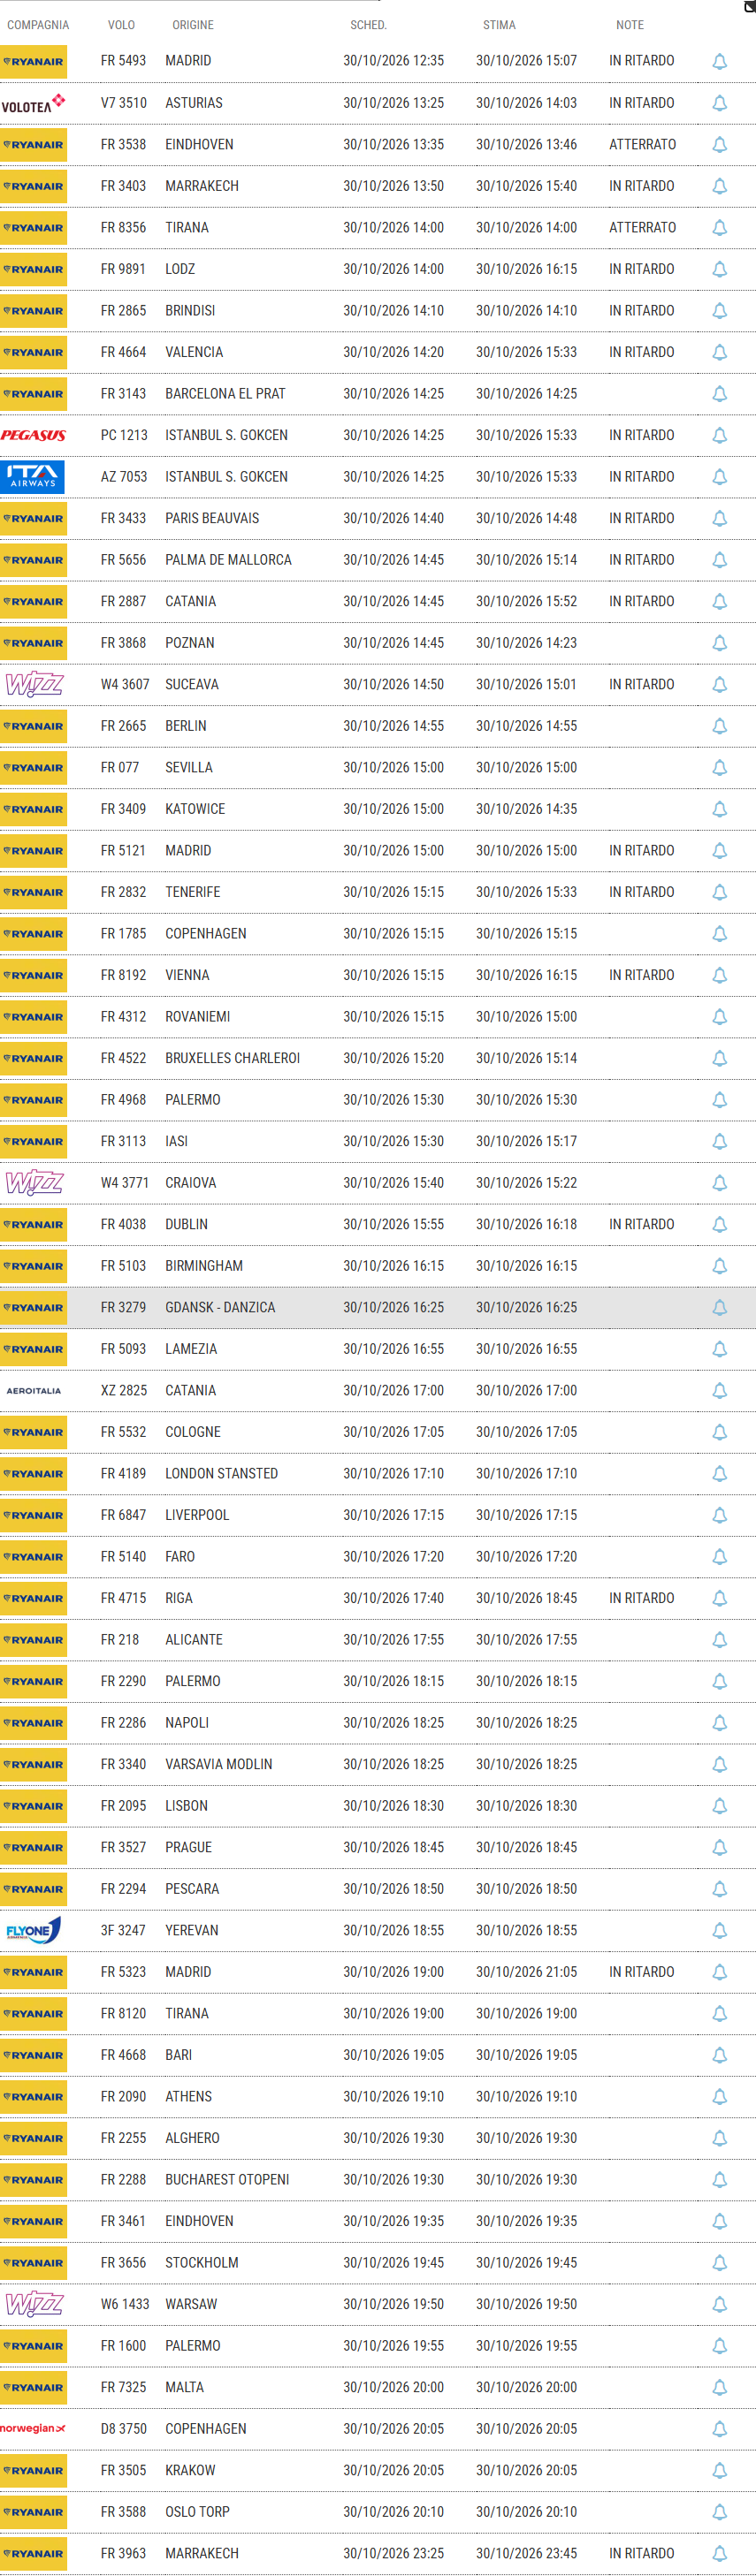 COMPAGNIA VOLO ORIGINE SCHED. STIMA NOTE
RYANAIR FR 5493 MADRID 30/10/2026 12:35 30/10/2026 15:07 IN RITARDO
VOLOTEA V7 3510 ASTURIAS 30/10/2026 13:25 30/10/2026 14:03 IN RITARDO
RYANAIR FR 3538 EINDHOVEN 30/10/2026 13:35 30/10/2026 13:46 ATTERRATO
RYANAIR FR 3403 MARRAKECH 30/10/2026 13:50 30/10/2026 15:40 IN RITARDO
RYANAIR FR 8356 TIRANA 30/10/2026 14:00 30/10/2026 14:00 ATTERRATO
RYANAIR FR 9891 LODZ 30/10/2026 14:00 30/10/2026 16:15 IN RITARDO
RYANAIR FR 2865 BRINDISI 30/10/2026 14:10 30/10/2026 14:10 IN RITARDO
RYANAIR FR 4664 VALENCIA 30/10/2026 14:20 30/10/2026 15:33 IN RITARDO
RYANAIR FR 3143 BARCELONA EL PRAT 30/10/2026 14:25 30/10/2026 14:25
PEGASUS PC 1213 ISTANBUL S. GOKCEN 30/10/2026 14:25 30/10/2026 15:33 IN RITARDO
ITA AIRWAYS AZ 7053 ISTANBUL S. GOKCEN 30/10/2026 14:25 30/10/2026 15:33 IN RITARDO
RYANAIR FR 3433 PARIS BEAUVAIS 30/10/2026 14:40 30/10/2026 14:48 IN RITARDO
RYANAIR FR 5656 PALMA DE MALLORCA 30/10/2026 14:45 30/10/2026 15:14 IN RITARDO
RYANAIR FR 2887 CATANIA 30/10/2026 14:45 30/10/2026 15:52 IN RITARDO
RYANAIR FR 3868 POZNAN 30/10/2026 14:45 30/10/2026 14:23
WIZZ W4 3607 SUCEAVA 30/10/2026 14:50 30/10/2026 15:01 IN RITARDO
RYANAIR FR 2665 BERLIN 30/10/2026 14:55 30/10/2026 14:55
RYANAIR FR 077 SEVILLA 30/10/2026 15:00 30/10/2026 15:00
RYANAIR FR 3409 KATOWICE 30/10/2026 15:00 30/10/2026 14:35
RYANAIR FR 5121 MADRID 30/10/2026 15:00 30/10/2026 15:00 IN RITARDO
RYANAIR FR 2832 TENERIFE 30/10/2026 15:15 30/10/2026 15:33 IN RITARDO
RYANAIR FR 1785 COPENHAGEN 30/10/2026 15:15 30/10/2026 15:15
RYANAIR FR 8192 VIENNA 30/10/2026 15:15 30/10/2026 16:15 IN RITARDO
RYANAIR FR 4312 ROVANIEMI 30/10/2026 15:15 30/10/2026 15:00
RYANAIR FR 4522 BRUXELLES CHARLEROI 30/10/2026 15:20 30/10/2026 15:14
RYANAIR FR 4968 PALERMO 30/10/2026 15:30 30/10/2026 15:30
RYANAIR FR 3113 IASI 30/10/2026 15:30 30/10/2026 15:17
WIZZ W4 3771 CRAIOVA 30/10/2026 15:40 30/10/2026 15:22
RYANAIR FR 4038 DUBLIN 30/10/2026 15:55 30/10/2026 16:18 IN RITARDO
RYANAIR FR 5103 BIRMINGHAM 30/10/2026 16:15 30/10/2026 16:15
RYANAIR FR 3279 GDANSK - DANZICA 30/10/2026 16:25 30/10/2026 16:25
RYANAIR FR 5093 LAMEZIA 30/10/2026 16:55 30/10/2026 16:55
AEROITALIA XZ 2825 CATANIA 30/10/2026 17:00 30/10/2026 17:00
RYANAIR FR 5532 COLOGNE 30/10/2026 17:05 30/10/2026 17:05
RYANAIR FR 4189 LONDON STANSTED 30/10/2026 17:10 30/10/2026 17:10
RYANAIR FR 6847 LIVERPOOL 30/10/2026 17:15 30/10/2026 17:15
RYANAIR FR 5140 FARO 30/10/2026 17:20 30/10/2026 17:20
RYANAIR FR 4715 RIGA 30/10/2026 17:40 30/10/2026 18:45 IN RITARDO
RYANAIR FR 218 ALICANTE 30/10/2026 17:55 30/10/2026 17:55
RYANAIR FR 2290 PALERMO 30/10/2026 18:15 30/10/2026 18:15
RYANAIR FR 2286 NAPOLI 30/10/2026 18:25 30/10/2026 18:25
RYANAIR FR 3340 VARSAVIA MODLIN 30/10/2026 18:25 30/10/2026 18:25
RYANAIR FR 2095 LISBON 30/10/2026 18:30 30/10/2026 18:30
RYANAIR FR 3527 PRAGUE 30/10/2026 18:45 30/10/2026 18:45
RYANAIR FR 2294 PESCARA 30/10/2026 18:50 30/10/2026 18:50
FLYONE 3F 3247 YEREVAN 30/10/2026 18:55 30/10/2026 18:55
RYANAIR FR 5323 MADRID 30/10/2026 19:00 30/10/2026 21:05 IN RITARDO
RYANAIR FR 8120 TIRANA 30/10/2026 19:00 30/10/2026 19:00
RYANAIR FR 4668 BARI 30/10/2026 19:05 30/10/2026 19:05
RYANAIR FR 2090 ATHENS 30/10/2026 19:10 30/10/2026 19:10
RYANAIR FR 2255 ALGHERO 30/10/2026 19:30 30/10/2026 19:30
RYANAIR FR 2288 BUCHAREST OTOPENI 30/10/2026 19:30 30/10/2026 19:30
RYANAIR FR 3461 EINDHOVEN 30/10/2026 19:35 30/10/2026 19:35
RYANAIR FR 3656 STOCKHOLM 30/10/2026 19:45 30/10/2026 19:45
WIZZ W6 1433 WARSAW 30/10/2026 19:50 30/10/2026 19:50
RYANAIR FR 1600 PALERMO 30/10/2026 19:55 30/10/2026 19:55
RYANAIR FR 7325 MALTA 30/10/2026 20:00 30/10/2026 20:00
norwegian D8 3750 COPENHAGEN 30/10/2026 20:05 30/10/2026 20:05
RYANAIR FR 3505 KRAKOW 30/10/2026 20:05 30/10/2026 20:05
RYANAIR FR 3588 OSLO TORP 30/10/2026 20:10 30/10/2026 20:10
RYANAIR FR 3963 MARRAKECH 30/10/2026 23:25 30/10/2026 23:45 IN RITARDO